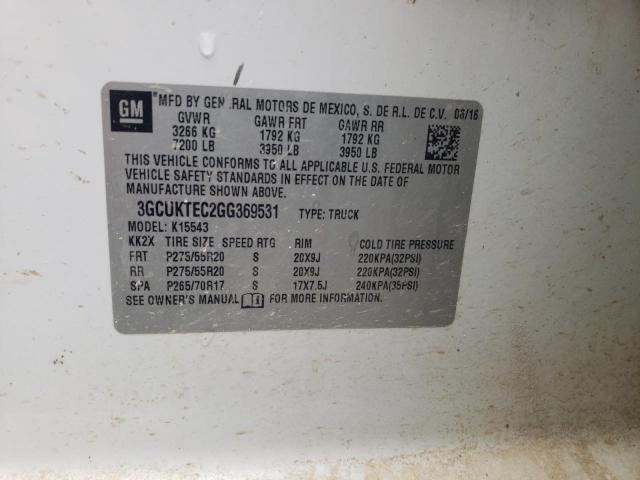 GM MFD BY GENERAL MOTORS DE MEXICO, S. DE R.L. DE C.V. 08/16
GVWR GAWR FRT GAWR RR
3266 KG 1792 KG 1792 KG
7200 LB 3950 LB 3950 LB
THIS VEHICLE CONFORMS TO ALL APPLICABLE U.S. FEDERAL MOTOR
VEHICLE SAFETY STANDARDS IN EFFECT ON THE DATE OF
MANUFACTURE SHOWN ABOVE.
3GCUKTEC2GG369531 TYPE: TRUCK
MODEL: K15543
KK2X TIRE SIZE SPEED RTG RIM COLD TIRE PRESSURE
FRT P275/55R20 S 20X9J 220KPA(32PSI)
RR P275/55R20 S 20X9J 220KPA(32PSI)
SPA P265/70R17 S 17X7.5J 240KPA(35PSI)
SEE OWNER'S MANUAL FOR MORE INFORMATION.